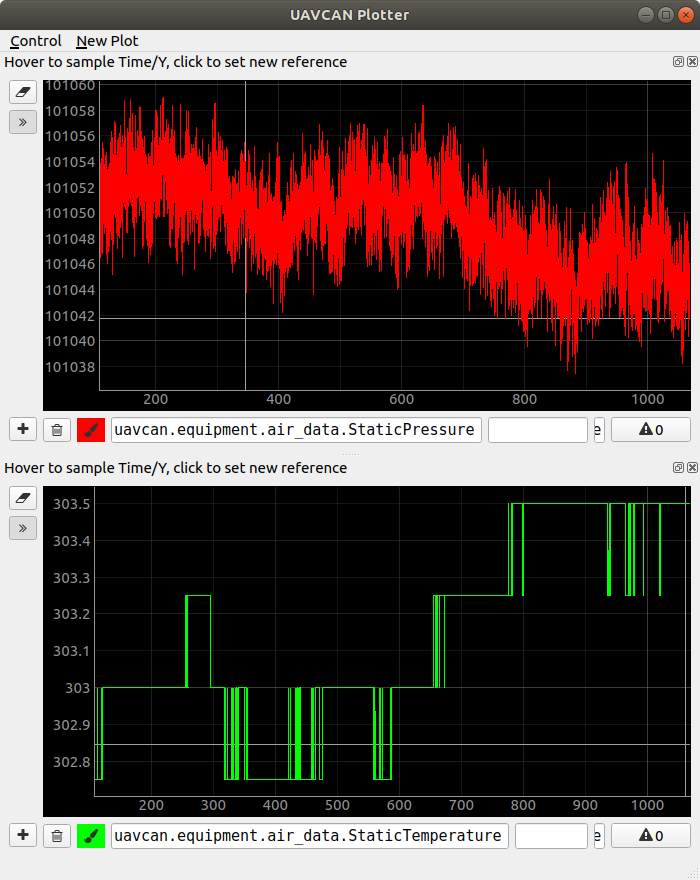 UAVCAN Plotter
Control New Plot
Hover to sample Time/Y, click to set new reference
101060
101058
101056
101054
101052
101050
101048
101046
101044
101042
101040
101038
200 400 600 800 1000
uavcan.equipment.air_data.StaticPressure e 0
Hover to sample Time/Y, click to set new reference
303.5
303.4
303.3
303.2
303.1
303
302.9
302.8
200 300 400 500 600 700 800 900 1000
uavcan.equipment.air_data.StaticTemperature e 0